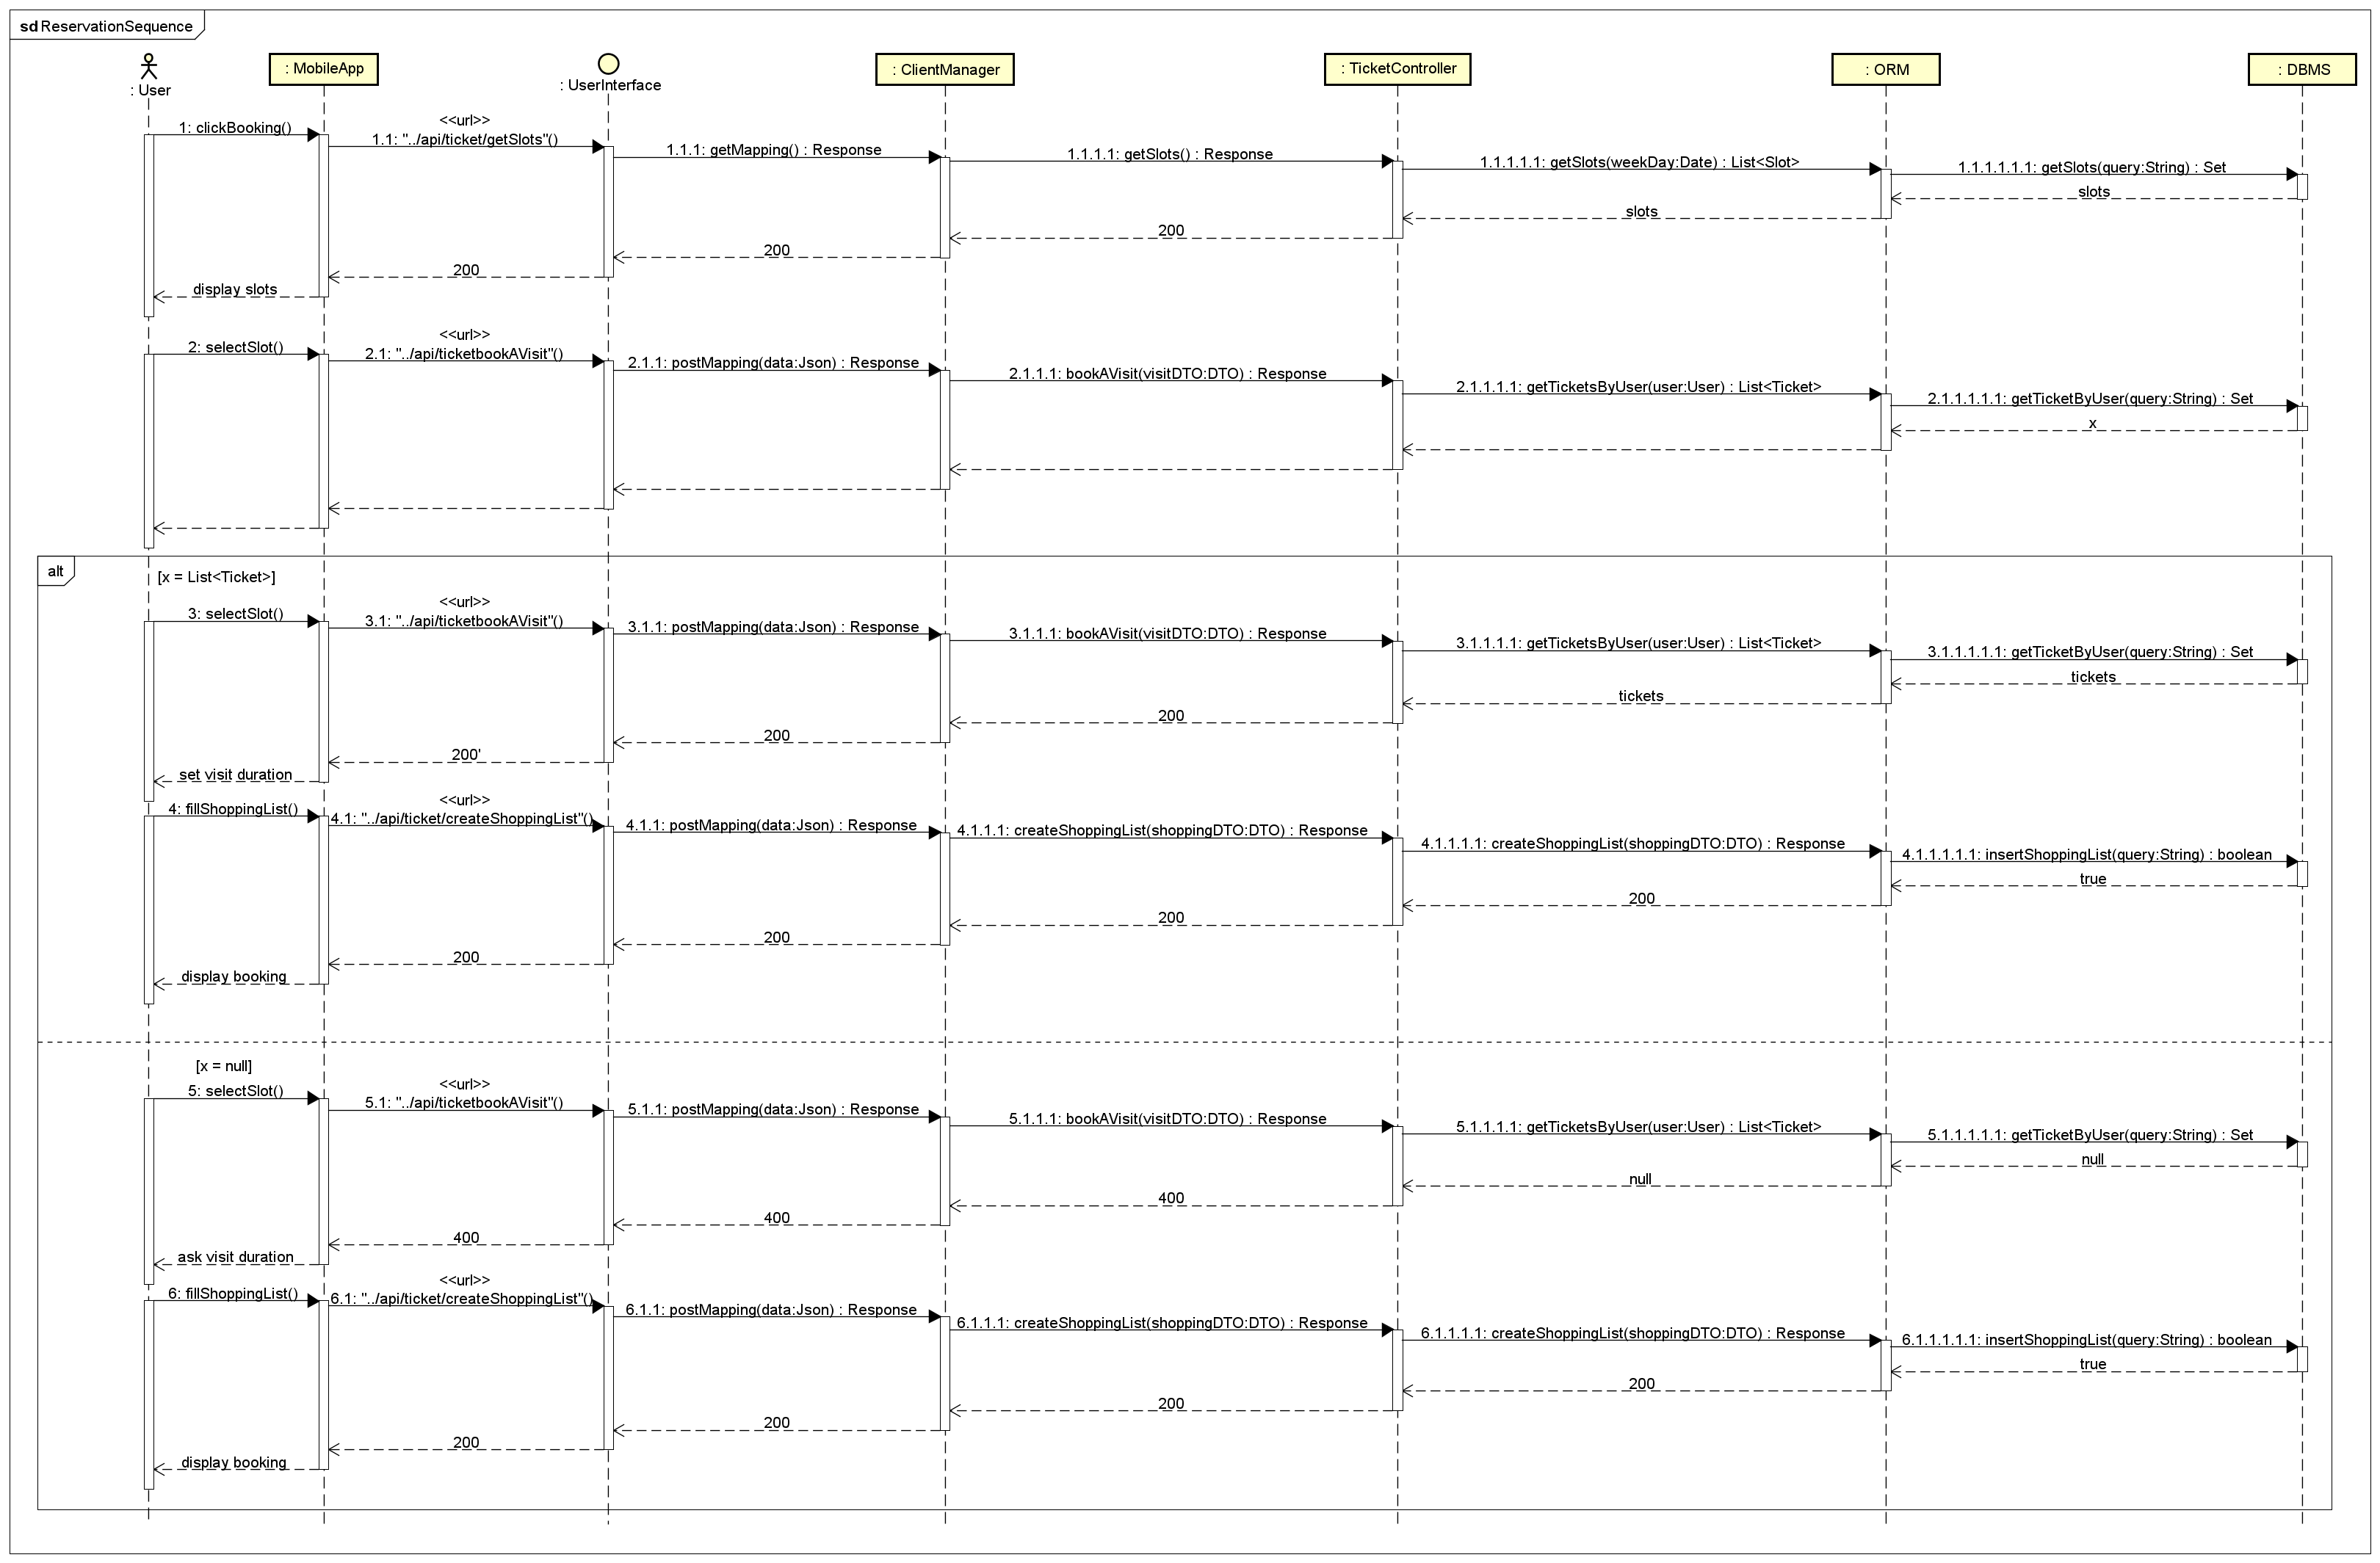 sd ReservationSequence
: User
: MobileApp
: UserInterface
: ClientManager
: TicketController
: ORM
: DBMS
1: clickBooking()
<<url>>
1.1: "../api/ticket/getSlots"()
1.1.1: getMapping() : Response
1.1.1.1: getSlots() : Response
1.1.1.1.1: getSlots(weekDay:Date) : List<Slot>
1.1.1.1.1.1: getSlots(query:String) : Set
slots
slots
200
200
200
display slots
2: selectSlot()
<<url>>
2.1: "../api/ticketbookAVisit"()
2.1.1: postMapping(data:Json) : Response
2.1.1.1: bookAVisit(visitDTO:DTO) : Response
2.1.1.1.1: getTicketsByUser(user:User) : List<Ticket>
2.1.1.1.1.1: getTicketByUser(query:String) : Set
x
alt
[x = List<Ticket>]
3: selectSlot()
<<url>>
3.1: "../api/ticketbookAVisit"()
3.1.1: postMapping(data:Json) : Response
3.1.1.1: bookAVisit(visitDTO:DTO) : Response
3.1.1.1.1: getTicketsByUser(user:User) : List<Ticket>
3.1.1.1.1.1: getTicketByUser(query:String) : Set
tickets
tickets
200
200
200'
set visit duration
4: fillShoppingList()
<<url>>
4.1: "../api/ticket/createShoppingList"()
4.1.1: postMapping(data:Json) : Response
4.1.1.1: createShoppingList(shoppingDTO:DTO) : Response
4.1.1.1.1: createShoppingList(shoppingDTO:DTO) : Response
4.1.1.1.1.1: insertShoppingList(query:String) : boolean
true
200
200
200
200
display booking
[x = null]
5: selectSlot()
<<url>>
5.1: "../api/ticketbookAVisit"()
5.1.1: postMapping(data:Json) : Response
5.1.1.1: bookAVisit(visitDTO:DTO) : Response
5.1.1.1.1: getTicketsByUser(user:User) : List<Ticket>
5.1.1.1.1.1: getTicketByUser(query:String) : Set
null
null
400
400
400
ask visit duration
6: fillShoppingList()
<<url>>
6.1: "../api/ticket/createShoppingList"()
6.1.1: postMapping(data:Json) : Response
6.1.1.1: createShoppingList(shoppingDTO:DTO) : Response
6.1.1.1.1: createShoppingList(shoppingDTO:DTO) : Response
6.1.1.1.1.1: insertShoppingList(query:String) : boolean
true
200
200
200
200
display booking